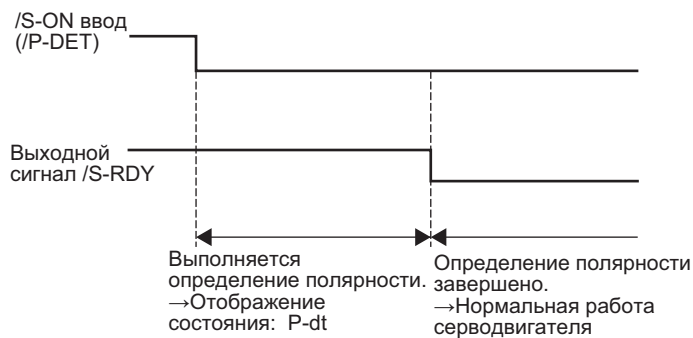 /S-ON ввод
(/P-DET)
Выходной
сигнал /S-RDY
Выполняется
определение полярности.
→Отображение
состояния: P-dt
Определение полярности
завершено.
→Нормальная работа
серводвигателя